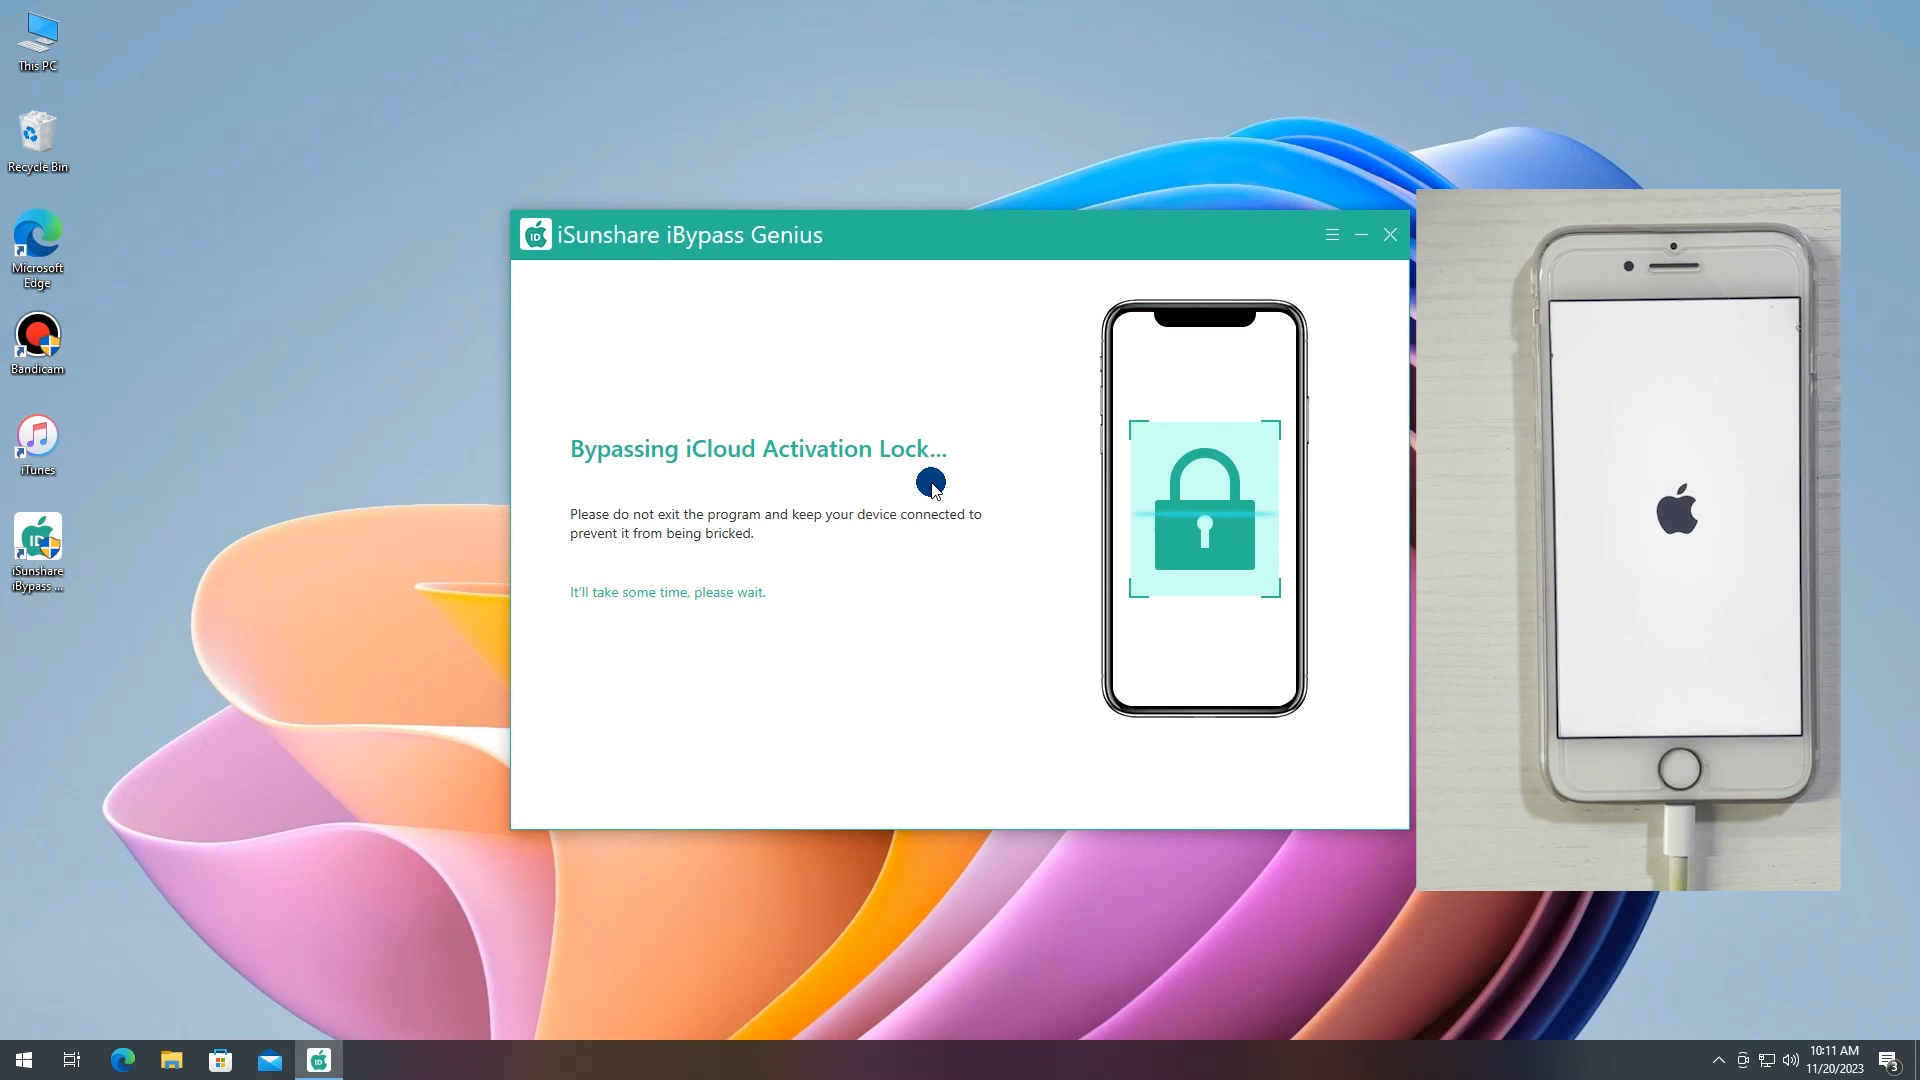 This PC
Recycle Bin
Microsoft
Edge
Bandicam
iTunes
iSunshare
iBypass ...
ID
iSunshare iBypass Genius
Bypassing iCloud Activation Lock...
Please do not exit the program and keep your device connected to
prevent it from being bricked.
It'll take some time, please wait.
10:11 AM
11/20/2023
3